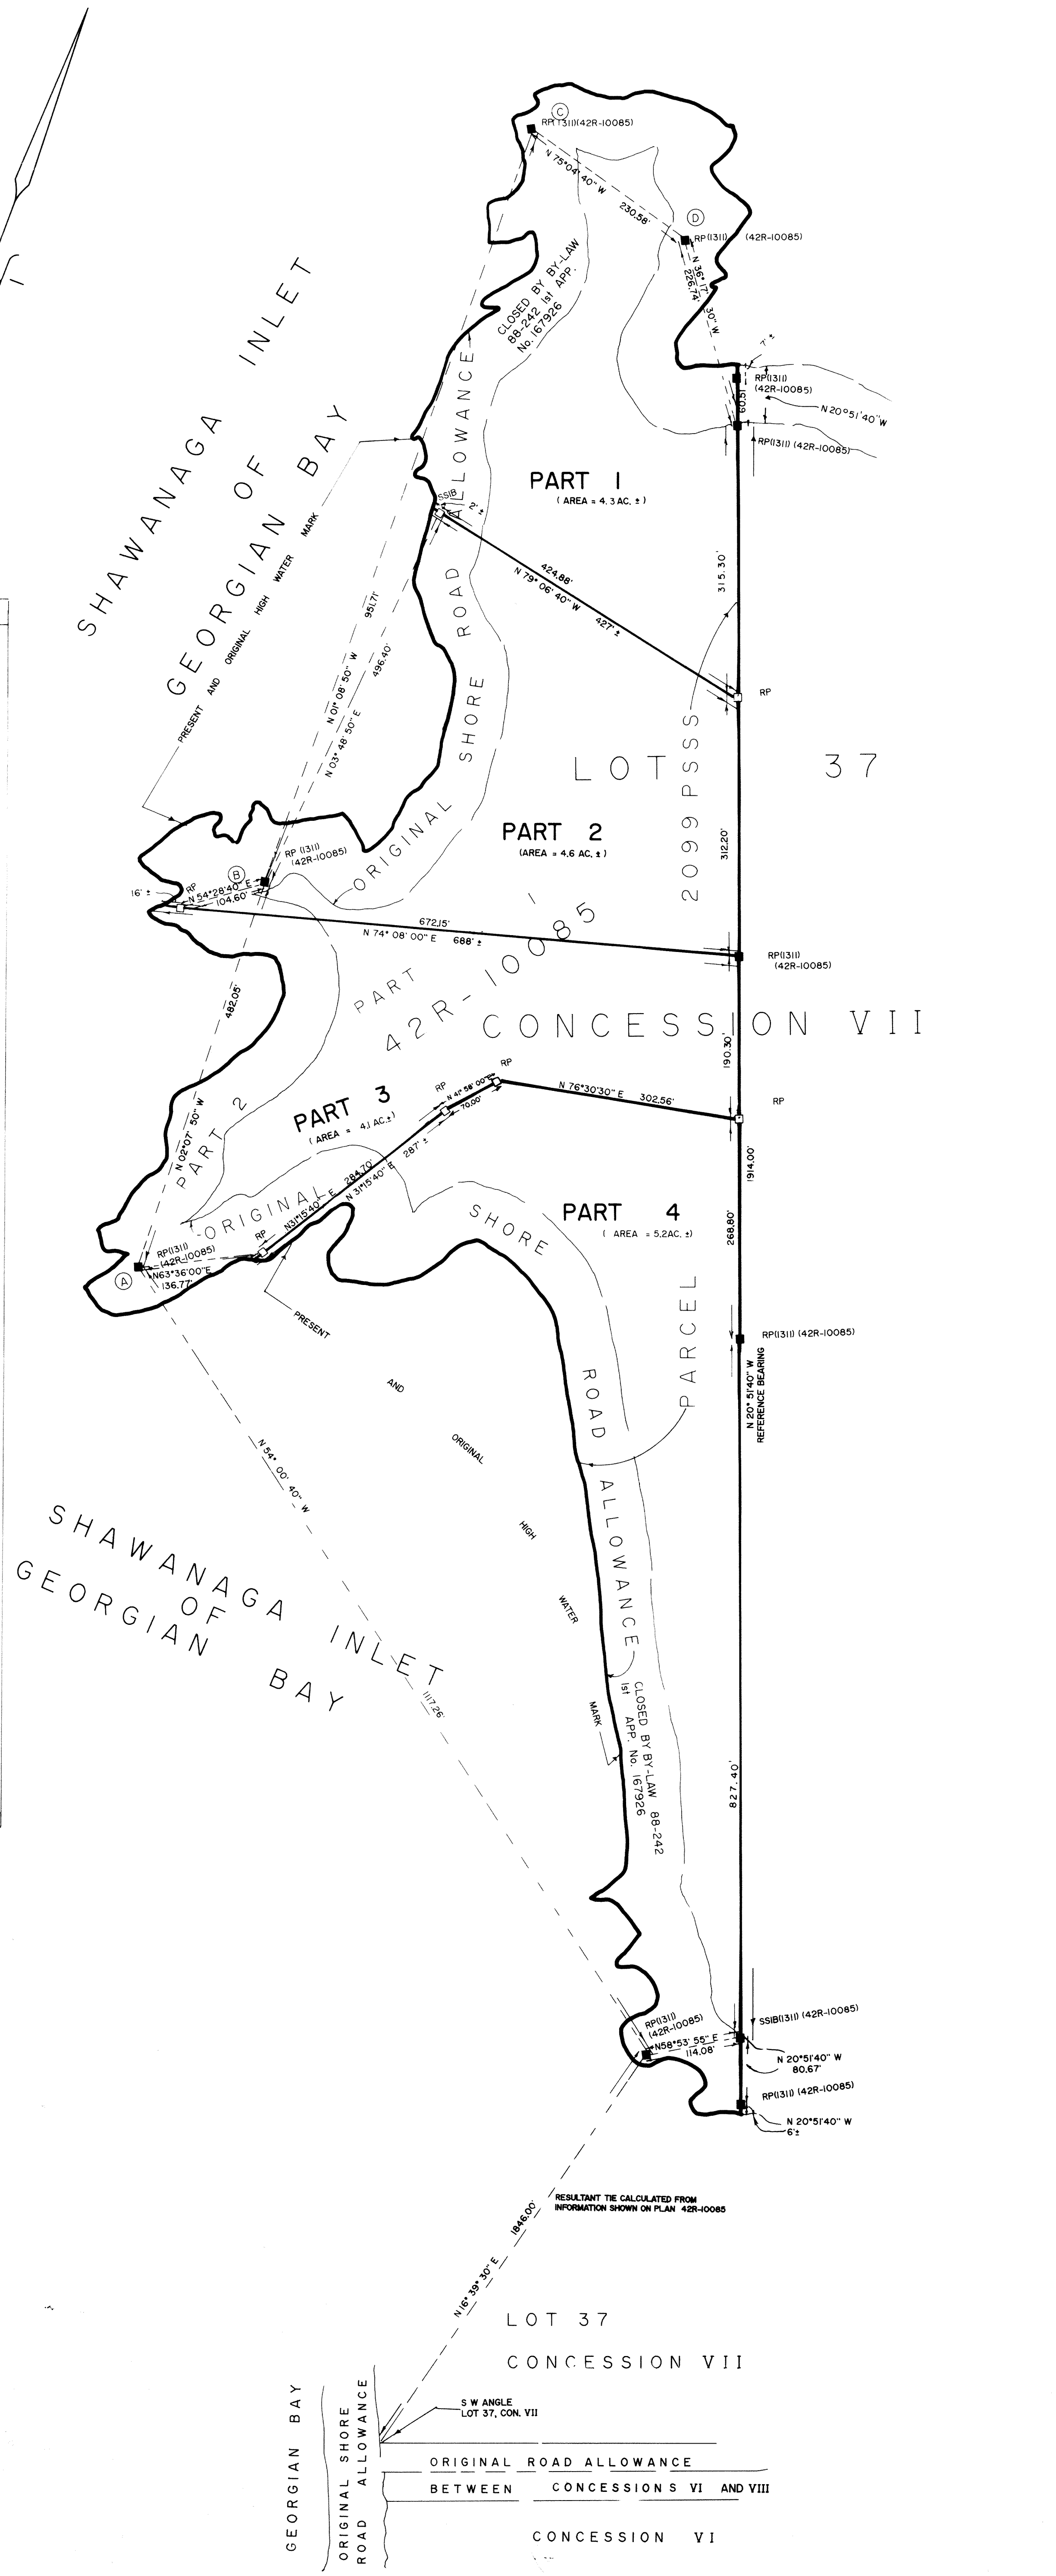 C
RP(1311)(42R-10085)
N 75°04'40" W
230.58'
D
RP(1311) (42R-10085)
N 36°17' 30" W
226.74'
CLOSED BY BY-LAW
88-242 1st APP.
No. 167926
7' ±
RP(1311)
(42R-10085)
60.51
N 20°51'40"W
RP(1311) (42R-10085)
SHAWANAGA INLET
OF
GEORGIAN BAY
PRESENT AND ORIGINAL HIGH WATER MARK
PART 1
( AREA = 4.3 AC. ± )
SSIB
2' ±
424.88'
N 79° 06' 40" W 427' ±
315.30'
RP
951.71'
N 01° 08' 50" W
496.40'
N 03° 48' 50" E
ORIGINAL SHORE ROAD ALLOWANCE
LOT 37
PARCEL 2099 PSSS
PART 2
(AREA = 4.6 AC. ±)
312.20'
RP (1311)
(42R-10085)
B
16' ±
RP
N 54°28'40" E
104.60'
672.15'
N 74° 08' 00" E 688' ±
RP(1311)
(42R-10085)
PART 1
42R-10085
CONCESSION VII
482.05'
N 02°07' 50" W
PART 2
190.30'
RP
RP
N 41° 58' 00" E
70.00'
N 76°30'30" E 302.56'
RP
PART 3
( AREA = 4.1 AC.±)
284.70'
N31°15'40" E
N 31°15'40" E 287' ±
1914.00'
PART 4
( AREA = 5.2AC. ±)
268.80'
RP
RP(1311)
(42R-10085)
N63°36'00"E
136.77'
A
ORIGINAL SHORE ROAD ALLOWANCE
PRESENT AND ORIGINAL HIGH WATER MARK
RP(1311) (42R-10085)
N 20° 51'40" W
REFERENCE BEARING
N 54° 00' 40" W
1117.26'
SHAWANAGA INLET
OF
GEORGIAN BAY
CLOSED BY BY-LAW 88-242
1st APP. No. 167926
827.40'
RP(1311)
(42R-10085)
N58°53' 55" E
114.08'
SSIB(1311) (42R-10085)
N 20°51'40" W
80.67'
RP(1311) (42R-10085)
N 20°51'40" W
6'±
RESULTANT TIE CALCULATED FROM
INFORMATION SHOWN ON PLAN 42R-10085
N 16° 39' 30" E 1846.00'
LOT 37
CONCESSION VII
S W ANGLE
LOT 37, CON. VII
GEORGIAN BAY
ORIGINAL SHORE
ROAD ALLOWANCE
ORIGINAL ROAD ALLOWANCE
BETWEEN CONCESSIONS VI AND VIII
CONCESSION VI